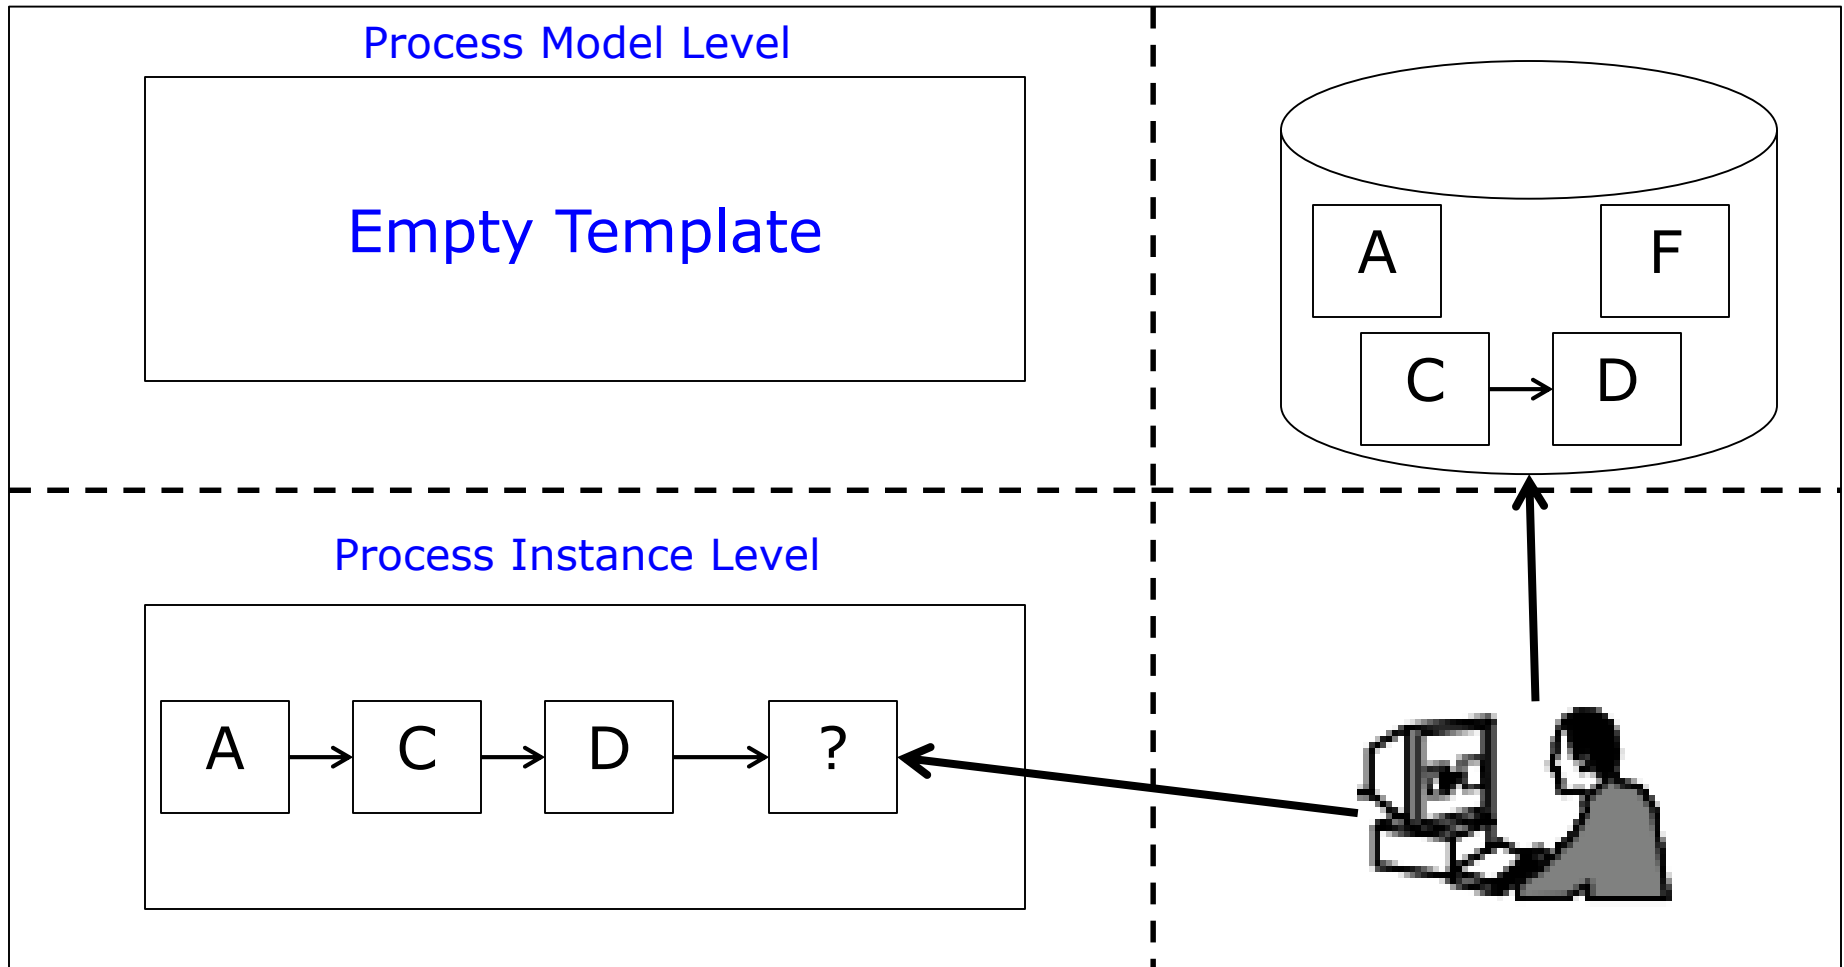 Process Model Level
Empty Template
A F
C D
Process Instance Level
A C D ?